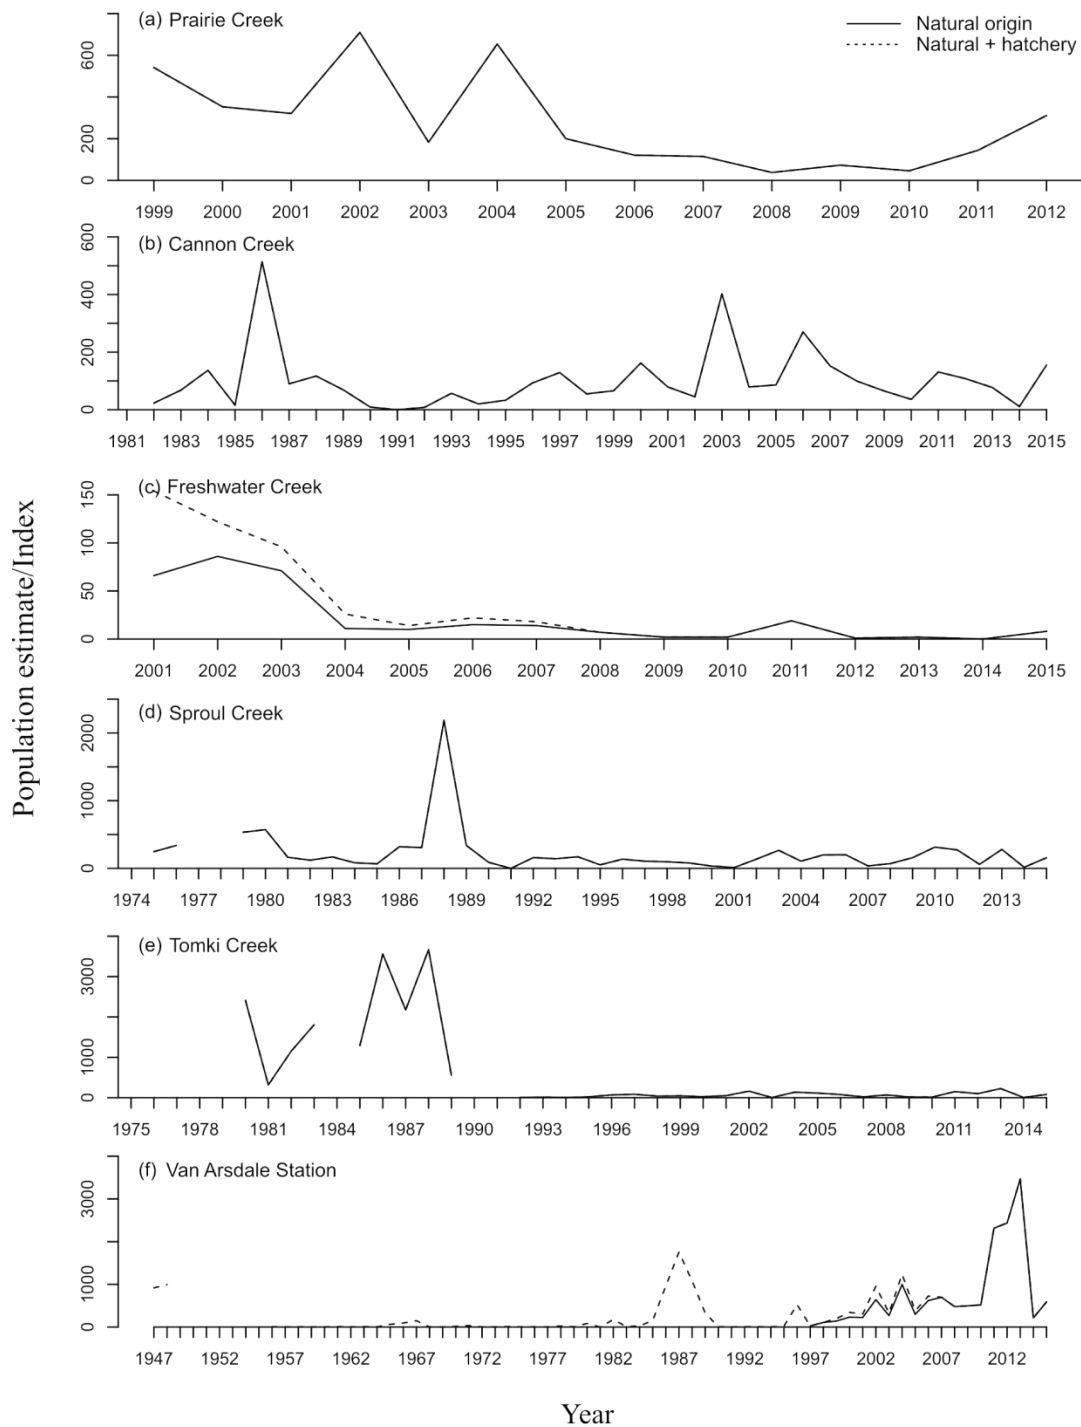 (a) Prairie Creek
Natural origin
Natural + hatchery
600
200
0
1999 2000 2001 2002 2003 2004 2005 2006 2007 2008 2009 2010 2011 2012
(b) Cannon Creek
600
400
200
0
1981 1983 1985 1987 1989 1991 1993 1995 1997 1999 2001 2003 2005 2007 2009 2011 2013 2015
(c) Freshwater Creek
150
100
50
0
2001 2002 2003 2004 2005 2006 2007 2008 2009 2010 2011 2012 2013 2014 2015
Population estimate/Index
(d) Sproul Creek
2000
1000
0
1974 1977 1980 1983 1986 1989 1992 1995 1998 2001 2004 2007 2010 2013
(e) Tomki Creek
3000
1000
0
1975 1978 1981 1984 1987 1990 1993 1996 1999 2002 2005 2008 2011 2014
(f) Van Arsdale Station
3000
1000
0
1947 1952 1957 1962 1967 1972 1977 1982 1987 1992 1997 2002 2007 2012
Year